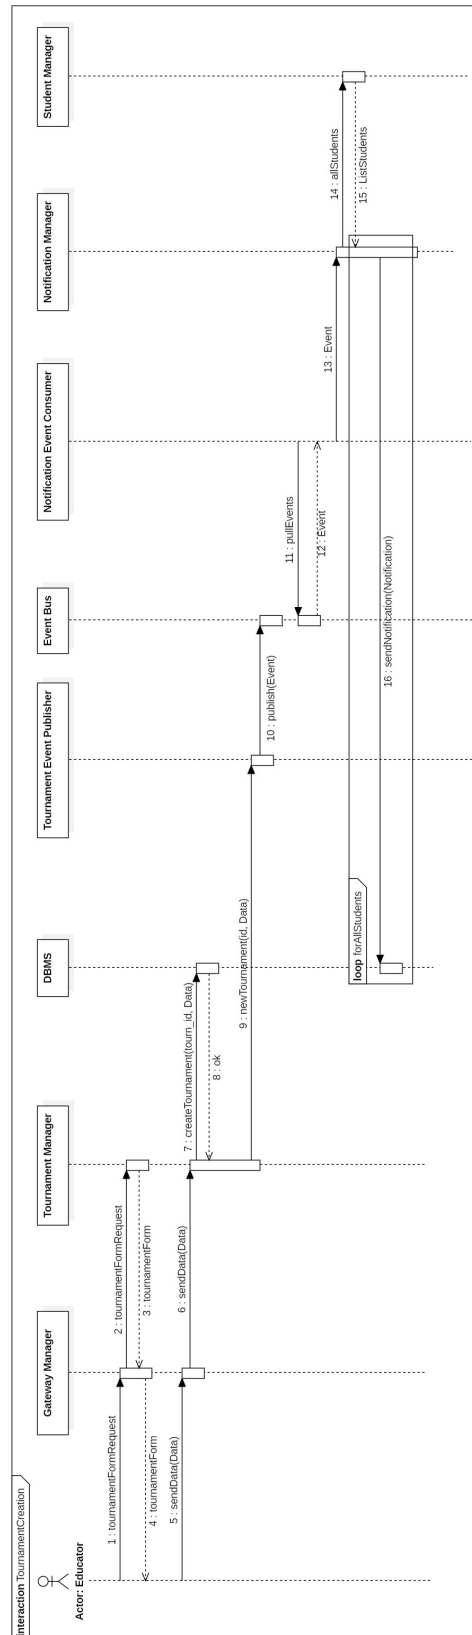 interaction TournamentCreation
Actor: Educator
Gateway Manager
Tournament Manager
DBMS
Tournament Event Publisher
Event Bus
Notification Event Consumer
Notification Manager
Student Manager
1 : tournamentFormRequest
2 : tournamentFormRequest
3 : tournamentForm
4 : tournamentForm
5 : sendData(Data)
6 : sendData(Data)
7 : createTournament(tourn_id, Data)
8 : ok
9 : newTournament(id, Data)
10 : publish(Event)
11 : pullEvents
12 : Event
13 : Event
14 : allStudents
15 : ListStudents
loop forAllStudents
16 : sendNotification(Notification)